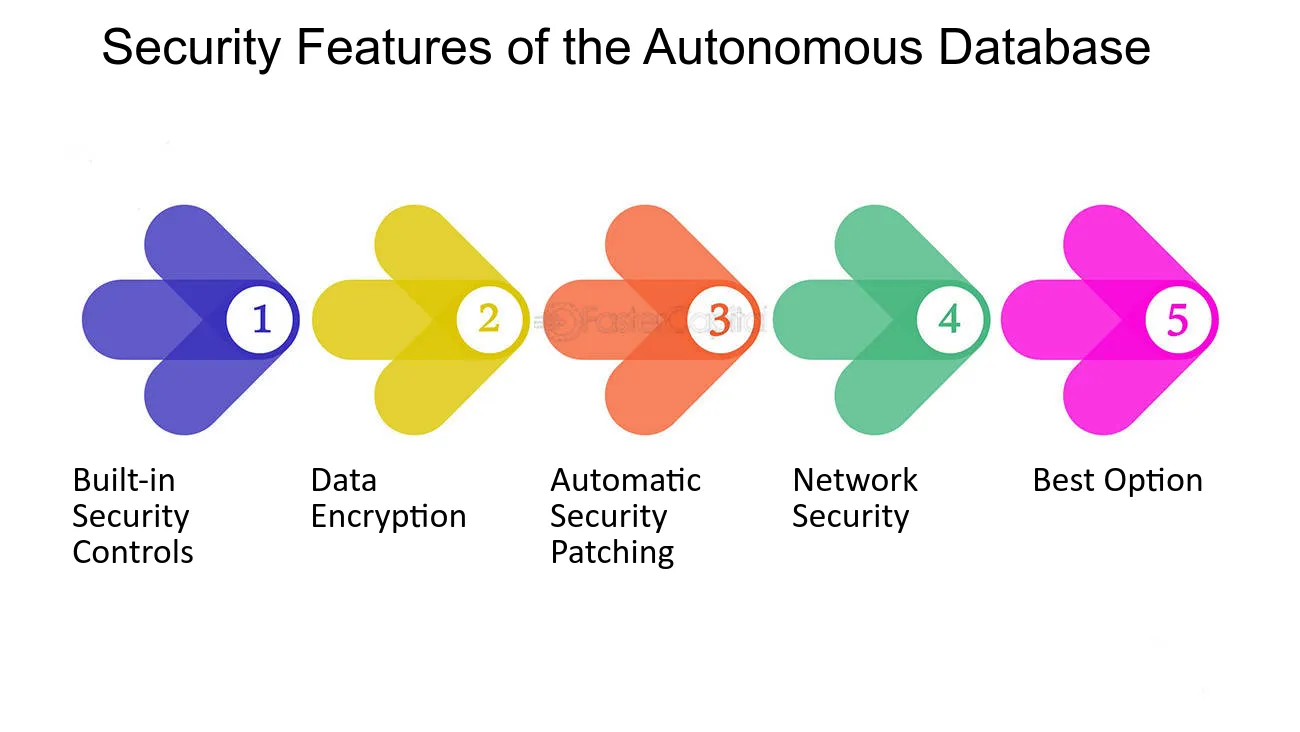 Security Features of the Autonomous Database
1
2
3
4
5
FasterCapital
Built-in
Security
Controls
Data
Encryption
Automatic
Security
Patching
Network
Security
Best Option